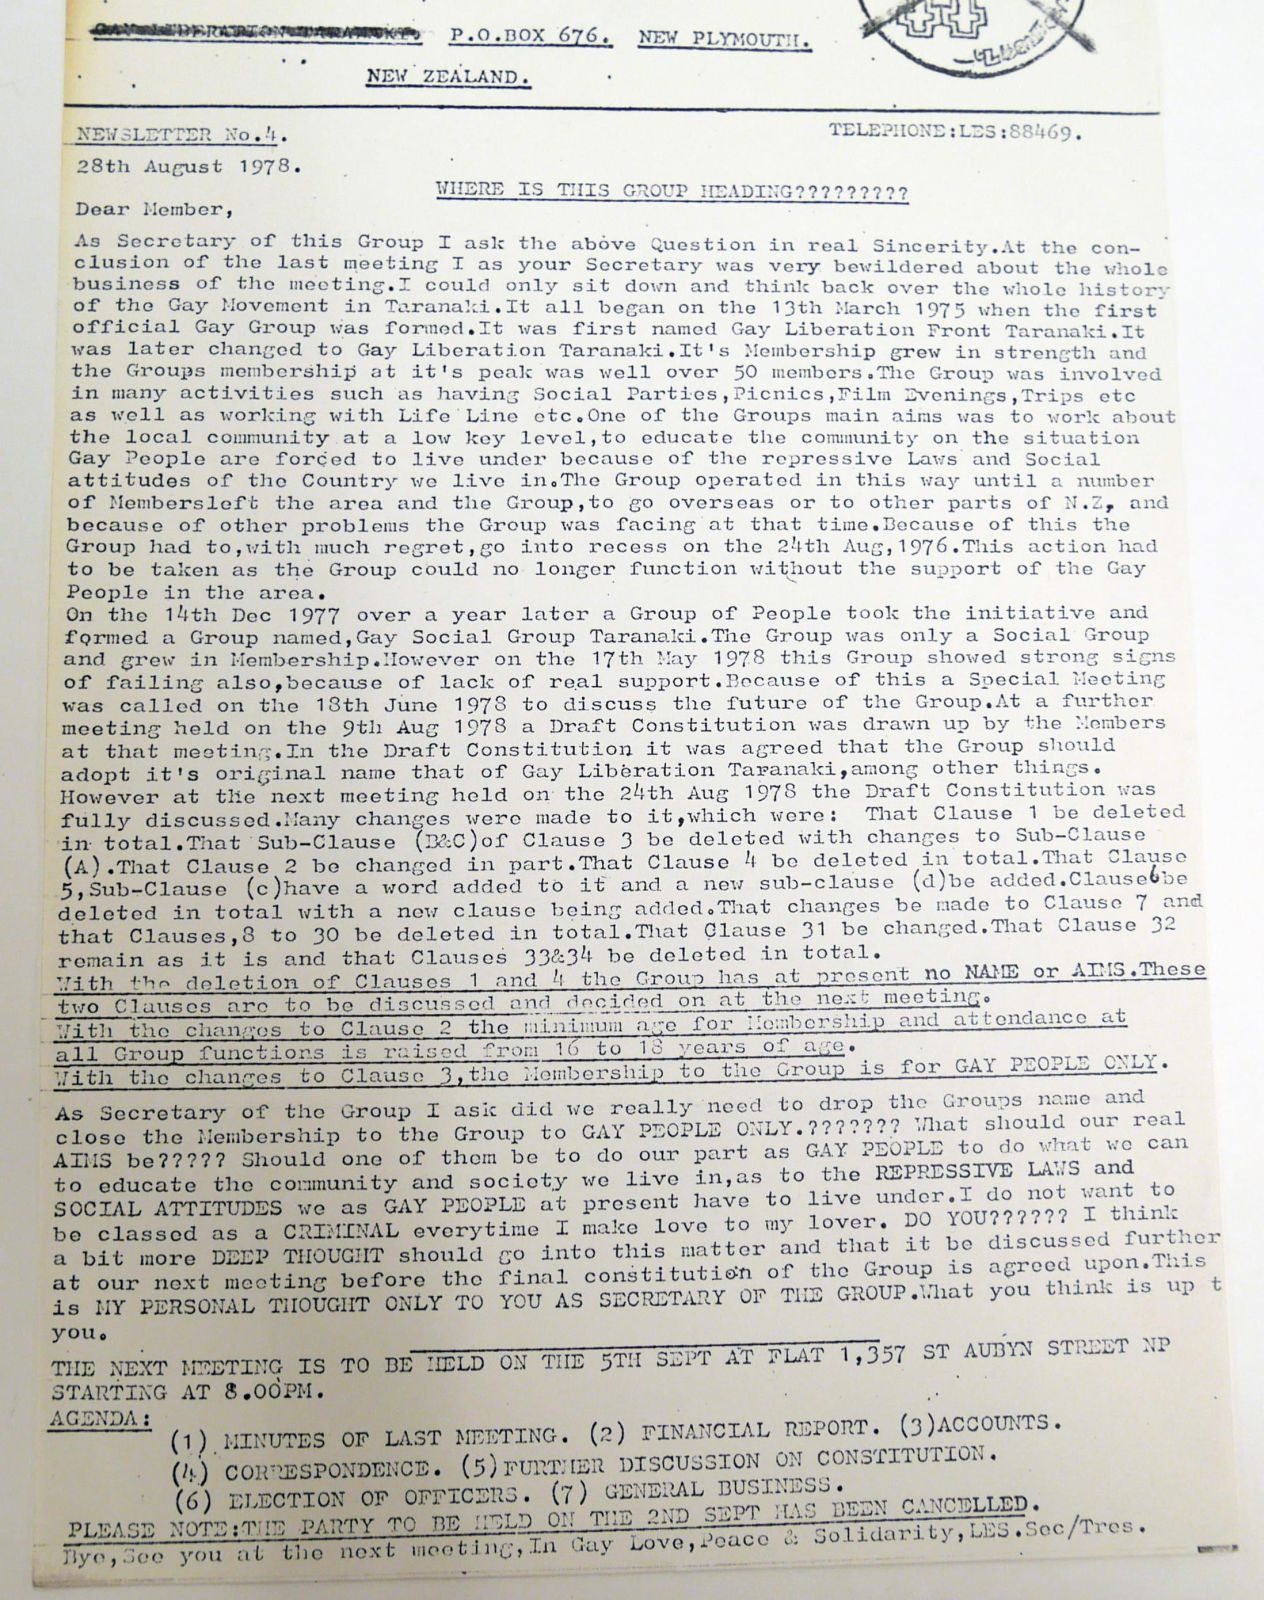 GAY LIBERATION TARANAKI. P.O.BOX 676. NEW PLYMOUTH.
NEW ZEALAND.
NEWSLETTER No.4. TELEPHONE:LES:88469.
28th August 1978.
WHERE IS THIS GROUP HEADING?????????
Dear Member,
As Secretary of this Group I ask the above Question in real Sincerity.At the con-
clusion of the last meeting I as your Secretary was very bewildered about the whole
business of the meeting.I could only sit down and think back over the whole history
of the Gay Movement in Taranaki.It all began on the 13th March 1975 when the first
official Gay Group was formed.It was first named Gay Liberation Front Taranaki.It
was later changed to Gay Liberation Taranaki.It's Membership grew in strength and
the Groups membership at it's peak was well over 50 members.The Group was involved
in many activities such as having Social Parties,Picnics,Film Evenings,Trips etc
as well as working with Life Line etc.One of the Groups main aims was to work about
the local community at a low key level,to educate the community on the situation
Gay People are forced to live under because of the repressive Laws and Social
attitudes of the Country we live in.The Group operated in this way until a number
of Membersleft the area and the Group,to go overseas or to other parts of N.Z, and
because of other problems the Group was facing at that time.Because of this the
Group had to,with much regret,go into recess on the 24th Aug,1976.This action had
to be taken as the Group could no longer function without the support of the Gay
People in the area.
On the 14th Dec 1977 over a year later a Group of People took the initiative and
formed a Group named,Gay Social Group Taranaki.The Group was only a Social Group
and grew in Membership.However on the 17th May 1978 this Group showed strong signs
of failing also,because of lack of real support.Because of this a Special Meeting
was called on the 18th June 1978 to discuss the future of the Group.At a further
meeting held on the 9th Aug 1978 a Draft Constitution was drawn up by the Members
at that meeting.In the Draft Constitution it was agreed that the Group should
adopt it's original name that of Gay Liberation Taranaki,among other things.
However at the next meeting held on the 24th Aug 1978 the Draft Constitution was
fully discussed.Many changes were made to it,which were: That Clause 1 be deleted
in total.That Sub-Clause (B&C)of Clause 3 be deleted with changes to Sub-Clause
(A).That Clause 2 be changed in part.That Clause 4 be deleted in total.That Clause
5,Sub-Clause (c)have a word added to it and a new sub-clause (d)be added.Clause6be
deleted in total with a new clause being added.That changes be made to Clause 7 and
that Clauses,8 to 30 be deleted in total.That Clause 31 be changed.That Clause 32
remain as it is and that Clauses 33&34 be deleted in total.
With the deletion of Clauses 1 and 4 the Group has at present no NAME or AIMS.These
two Clauses are to be discussed and decided on at the next meeting.
With the changes to Clause 2 the minimum age for Membership and attendance at
all Group functions is raised from 16 to 18 years of age.
With the changes to Clause 3,the Membership to the Group is for GAY PEOPLE ONLY.
As Secretary of the Group I ask did we really need to drop the Groups name and
close the Membership to the Group to GAY PEOPLE ONLY.??????? What should our real
AIMS be????? Should one of them be to do our part as GAY PEOPLE to do what we can
to educate the community and society we live in,as to the REPRESSIVE LAWS and
SOCIAL ATTITUDES we as GAY PEOPLE at present have to live under.I do not want to
be classed as a CRIMINAL everytime I make love to my lover. DO YOU?????? I think
a bit more DEEP THOUGHT should go into this matter and that it be discussed further
at our next meeting before the final constitution of the Group is agreed upon.This
is MY PERSONAL THOUGHT ONLY TO YOU AS SECRETARY OF THE GROUP.What you think is up t
you.
THE NEXT MEETING IS TO BE HELD ON THE 5TH SEPT AT FLAT 1,357 ST AUBYN STREET NP
STARTING AT 8.00PM.
AGENDA:
(1) MINUTES OF LAST MEETING. (2) FINANCIAL REPORT. (3)ACCOUNTS.
(4) CORRESPONDENCE. (5)FURTHER DISCUSSION ON CONSTITUTION.
(6) ELECTION OF OFFICERS. (7) GENERAL BUSINESS.
PLEASE NOTE:THE PARTY TO BE HELD ON THE 2ND SEPT HAS BEEN CANCELLED.
Bye,See you at the next meeting,In Gay Love,Peace & Solidarity,LES.Sec/Tres.